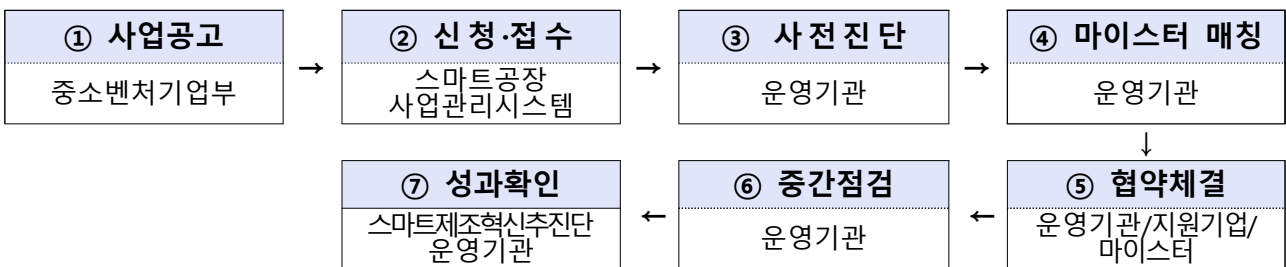 ① 사업공고
중소벤처기업부
→
② 신청·접수
스마트공장
사업관리시스템
→
③ 사전진단
운영기관
→
④ 마이스터 매칭
운영기관
↓
⑤ 협약체결
운영기관/지원기업/
마이스터
←
⑥ 중간점검
운영기관
←
⑦ 성과확인
스마트제조혁신추진단
운영기관